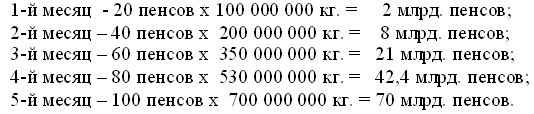 1-й месяц - 20 пенсов х 100 000 000 кг. = 2 млрд. пенсов;
2-й месяц – 40 пенсов х 200 000 000 кг. = 8 млрд. пенсов;
3-й месяц – 60 пенсов х 350 000 000 кг. = 21 млрд. пенсов;
4-й месяц – 80 пенсов х 530 000 000 кг. = 42,4 млрд. пенсов;
5-й месяц – 100 пенсов х 700 000 000 кг. = 70 млрд. пенсов.